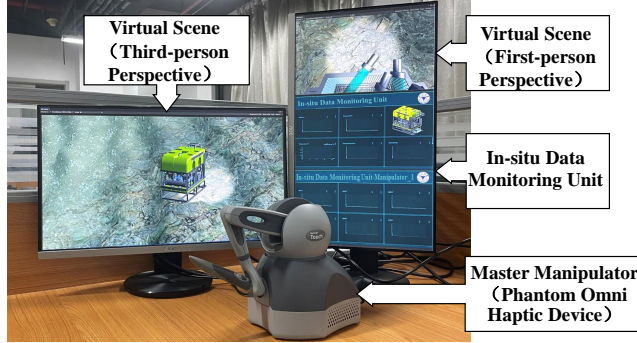 Virtual Scene
（Third-person
Perspective）
Virtual Scene
（First-person
Perspective）
In-situ Data Monitoring Unit
In-situ Data
Monitoring Unit
In-situ Data Monitoring Unit-Manipulator_1
Touch
Master Manipulator
（Phantom Omni
Haptic Device）